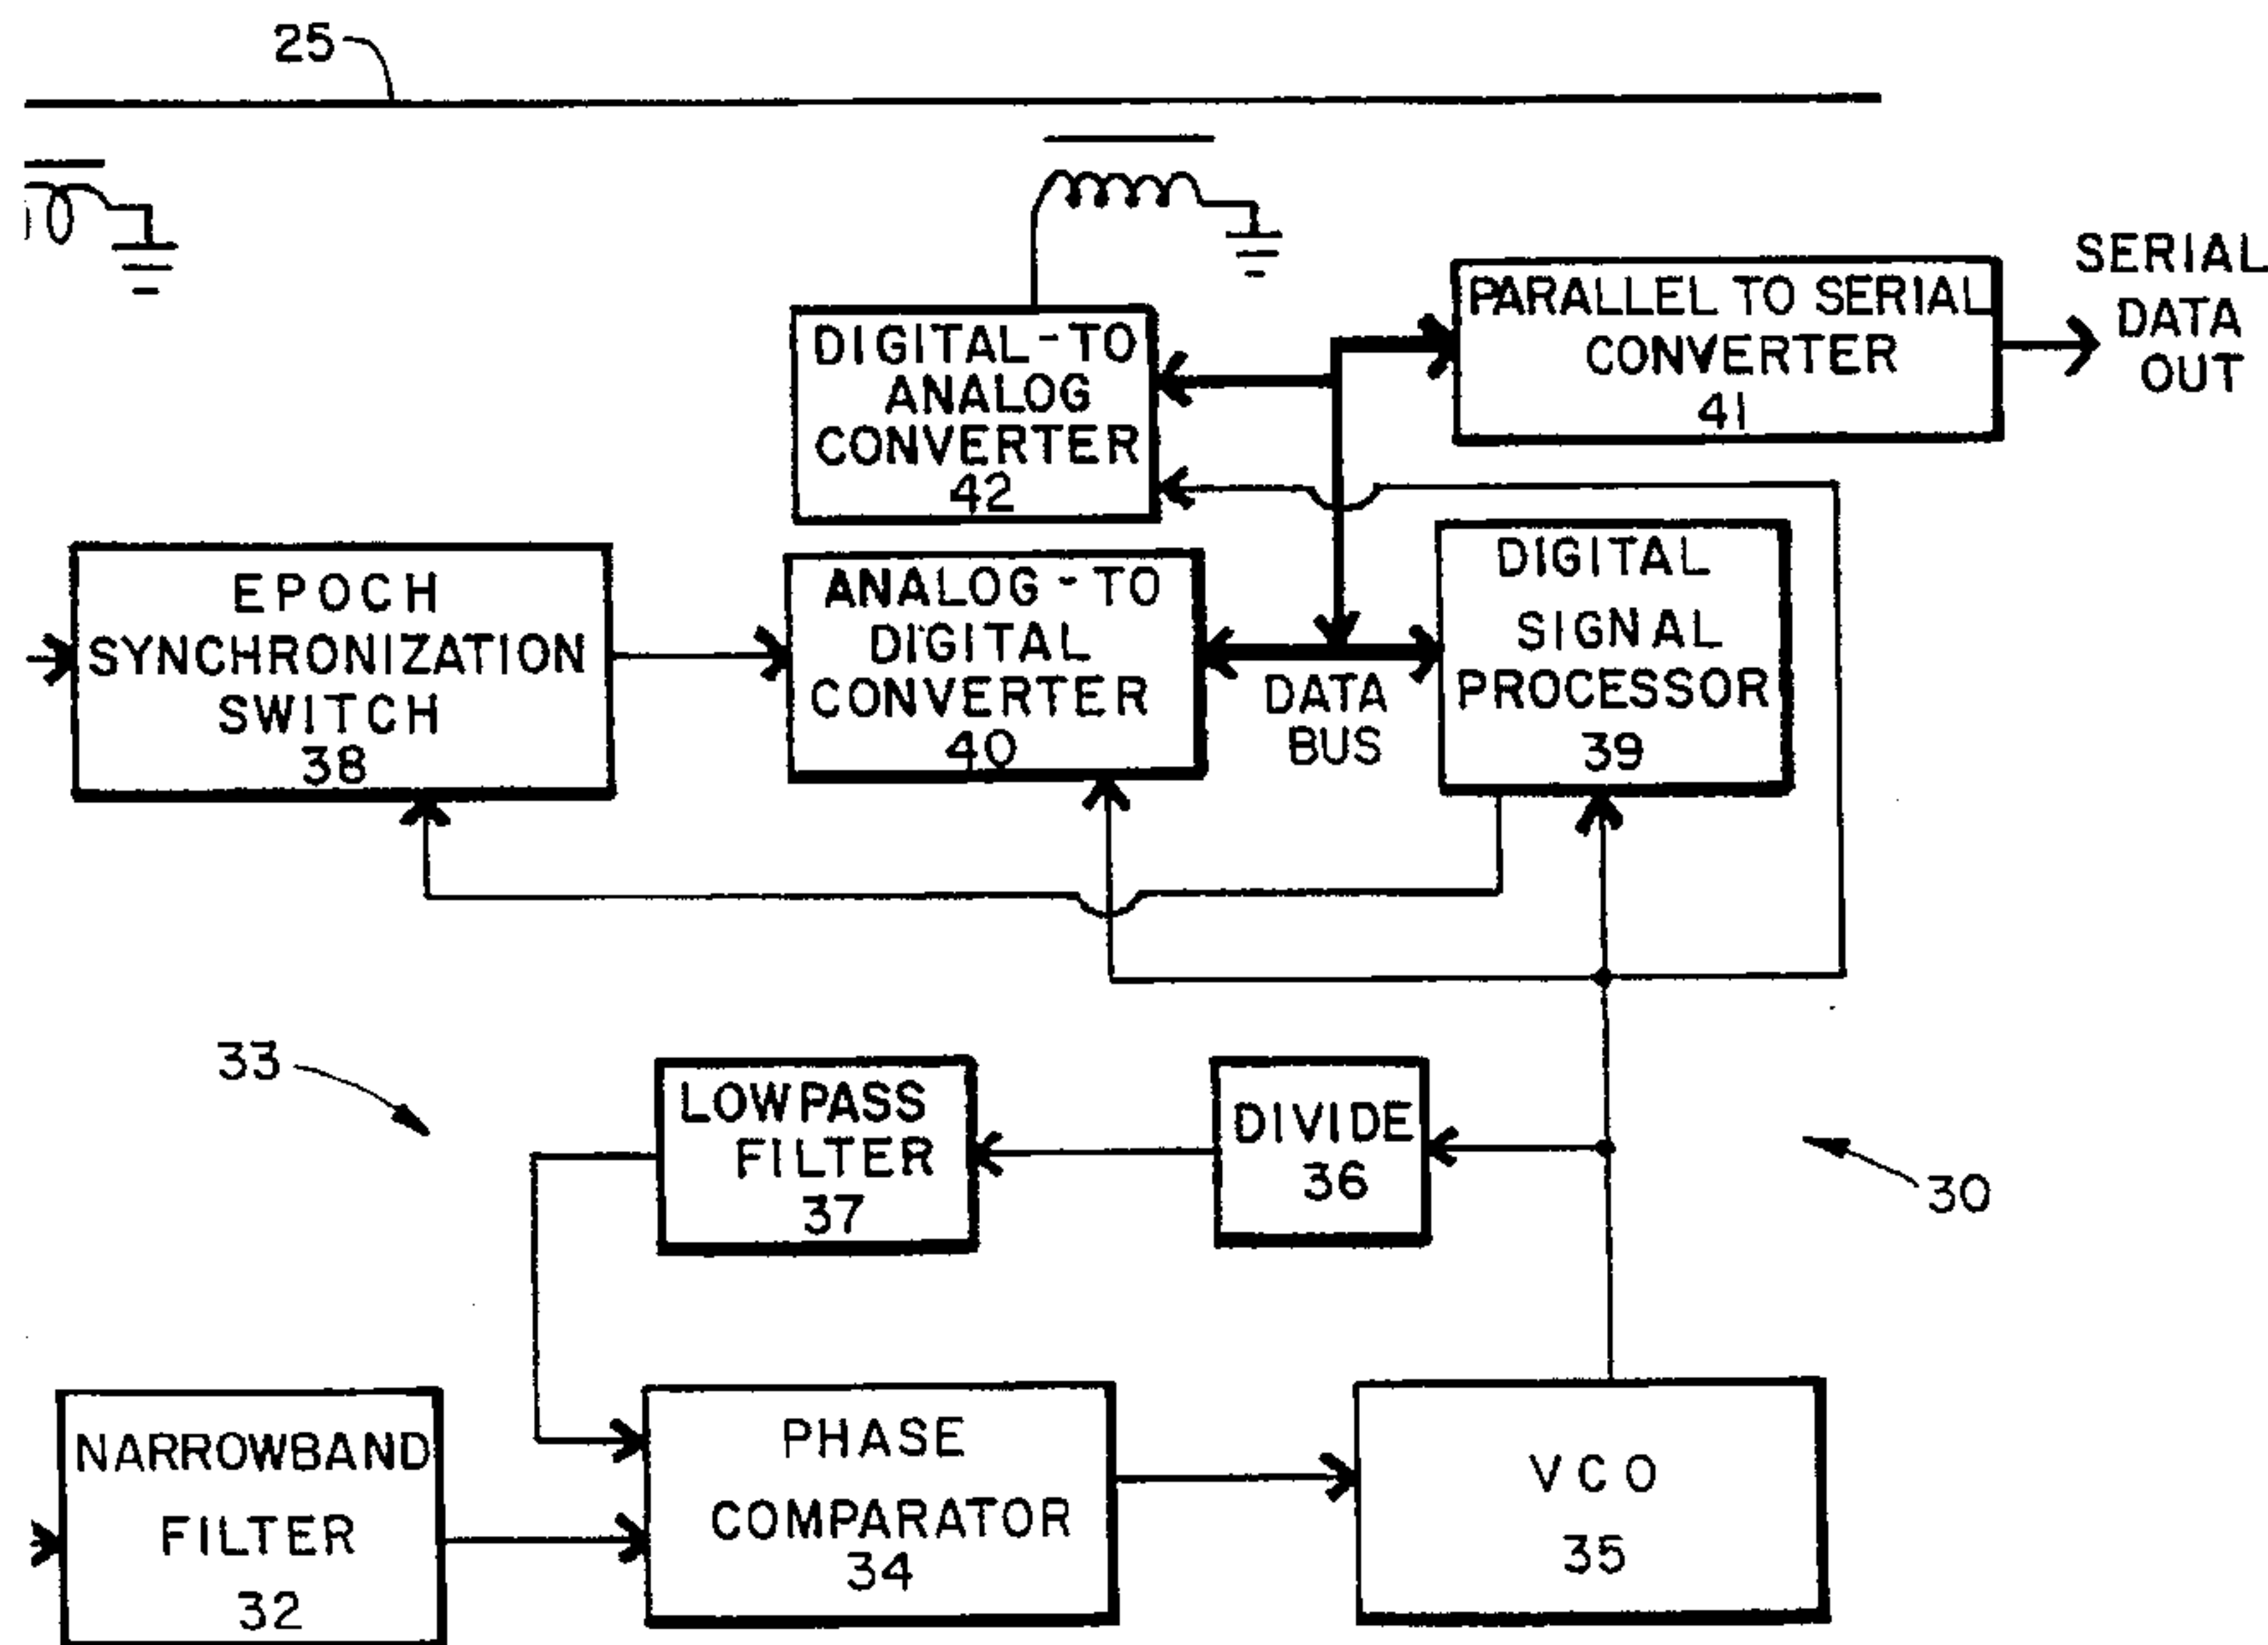 25
DIGITAL-TO
ANALOG
CONVERTER
42
PARALLEL TO SERIAL
CONVERTER
41
SERIAL
DATA
OUT
EPOCH
SYNCHRONIZATION
SWITCH
38
ANALOG-TO
DIGITAL
CONVERTER
40
DATA
BUS
DIGITAL
SIGNAL
PROCESSOR
39
33
LOWPASS
FILTER
37
DIVIDE
36
30
NARROWBAND
FILTER
32
PHASE
COMPARATOR
34
VCO
35